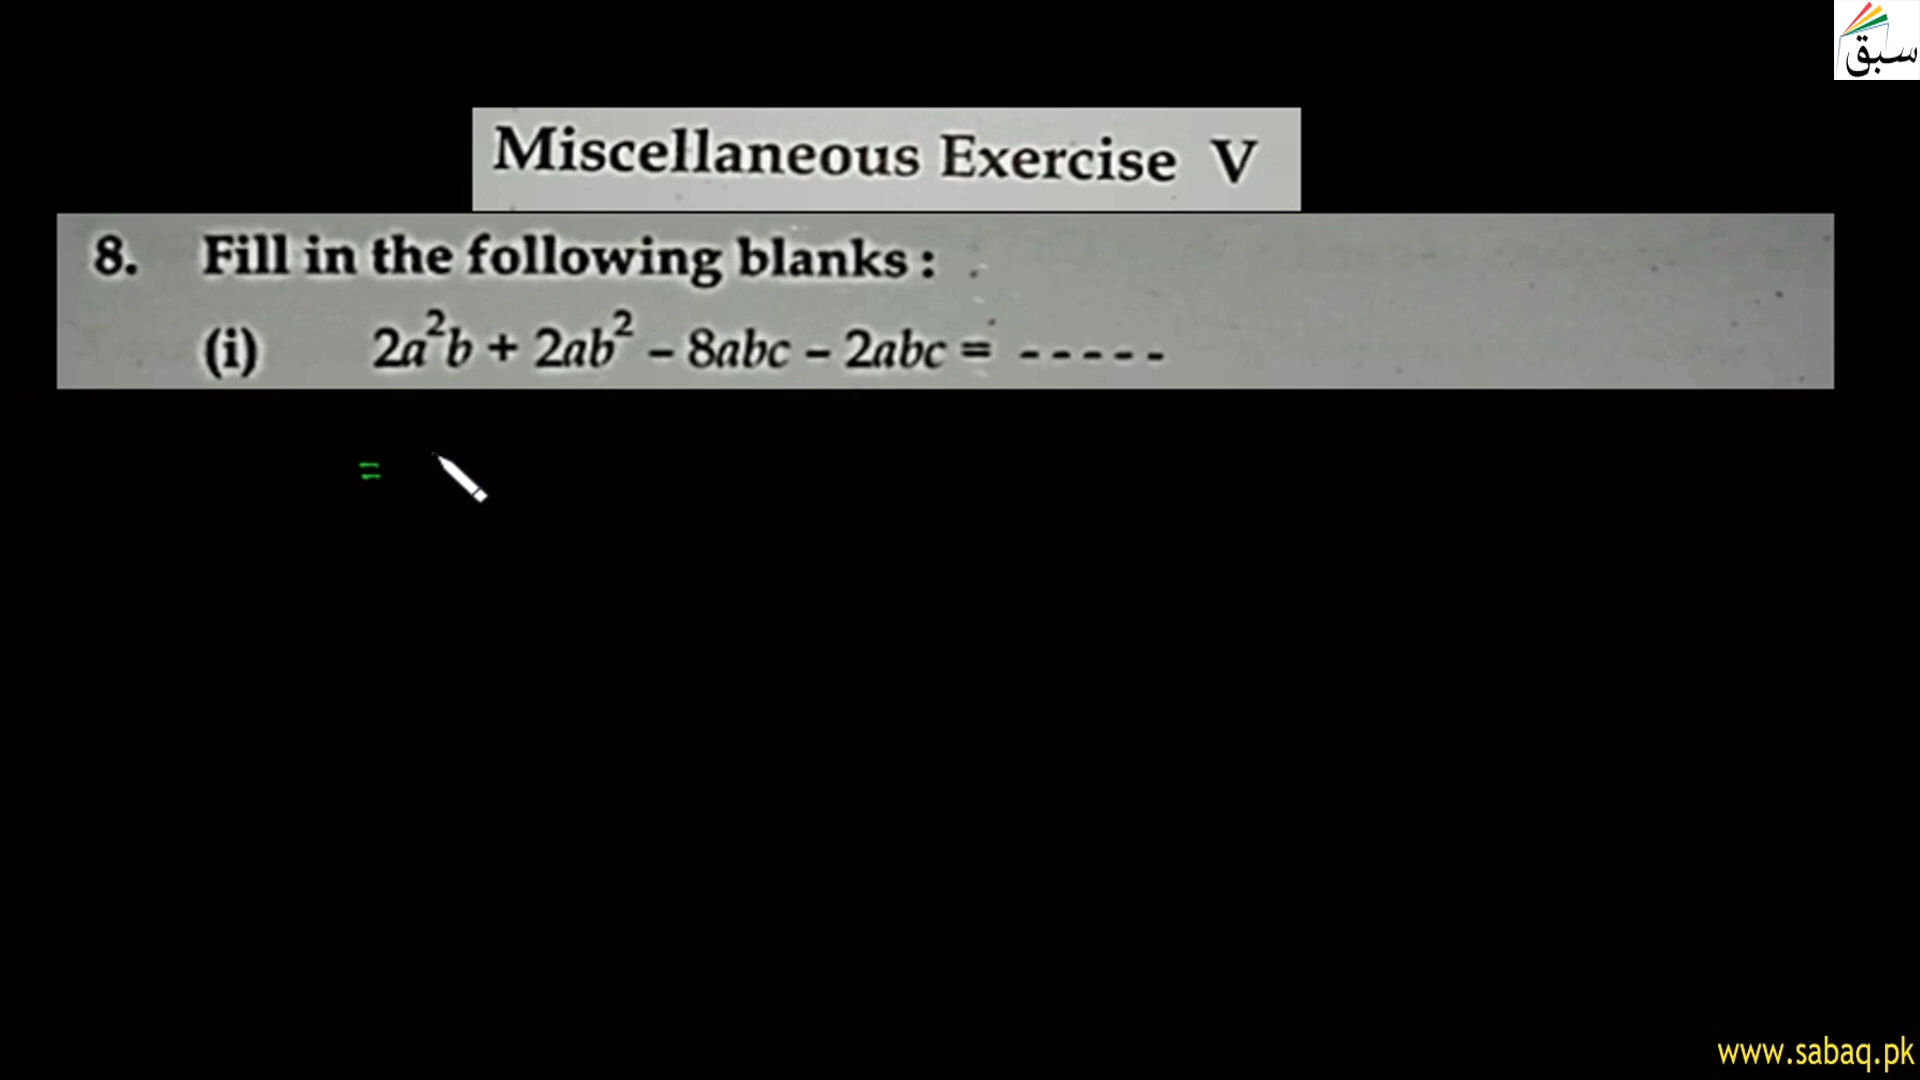 سبق
Miscellaneous Exercise V
8. Fill in the following blanks :
(i) 2a²b + 2ab² – 8abc – 2abc = - - - - -
=
www.sabaq.pk